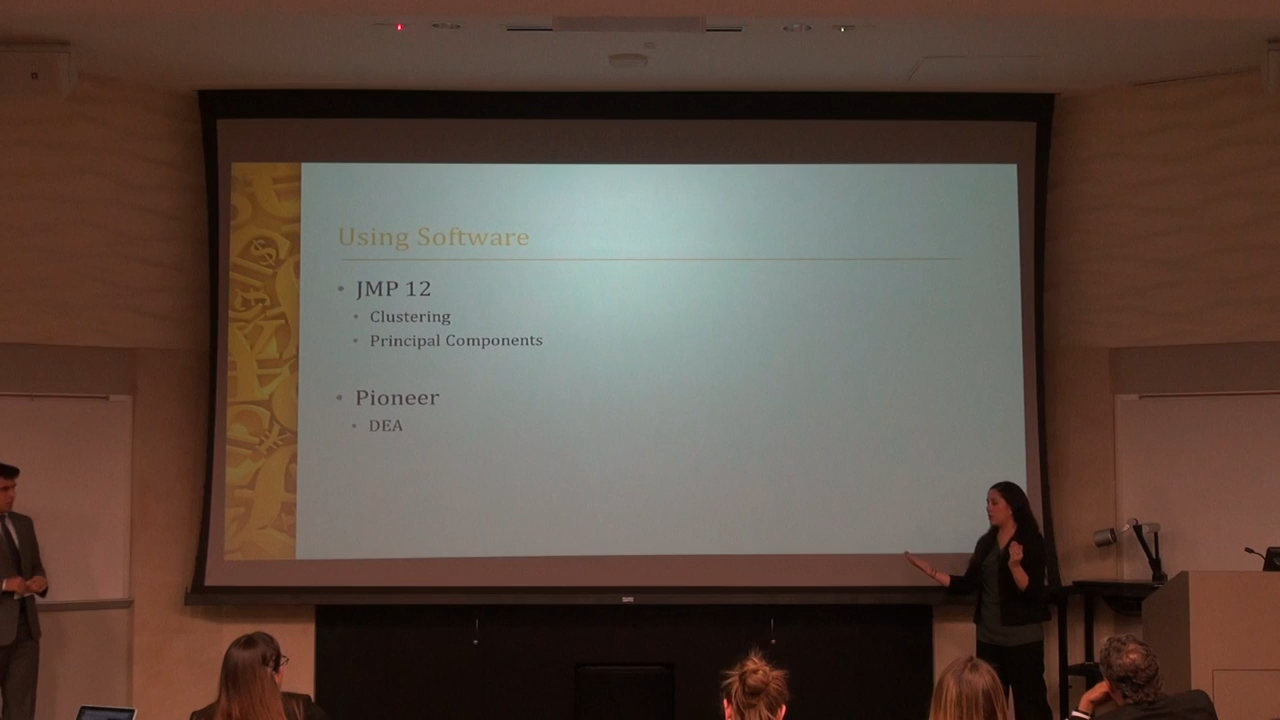 Using Software
• JMP 12
• Clustering
• Principal Components
• Pioneer
• DEA